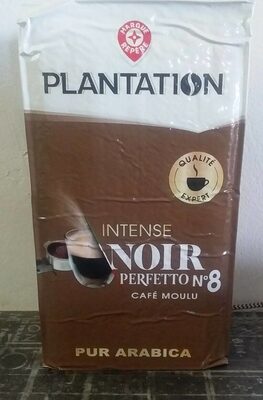 MARQUE
REPÈRE
PLANTATION
QUALITÉ
EXPERT
INTENSE
NOIR
PERFETTO N°8
CAFÉ MOULU
PUR ARABICA